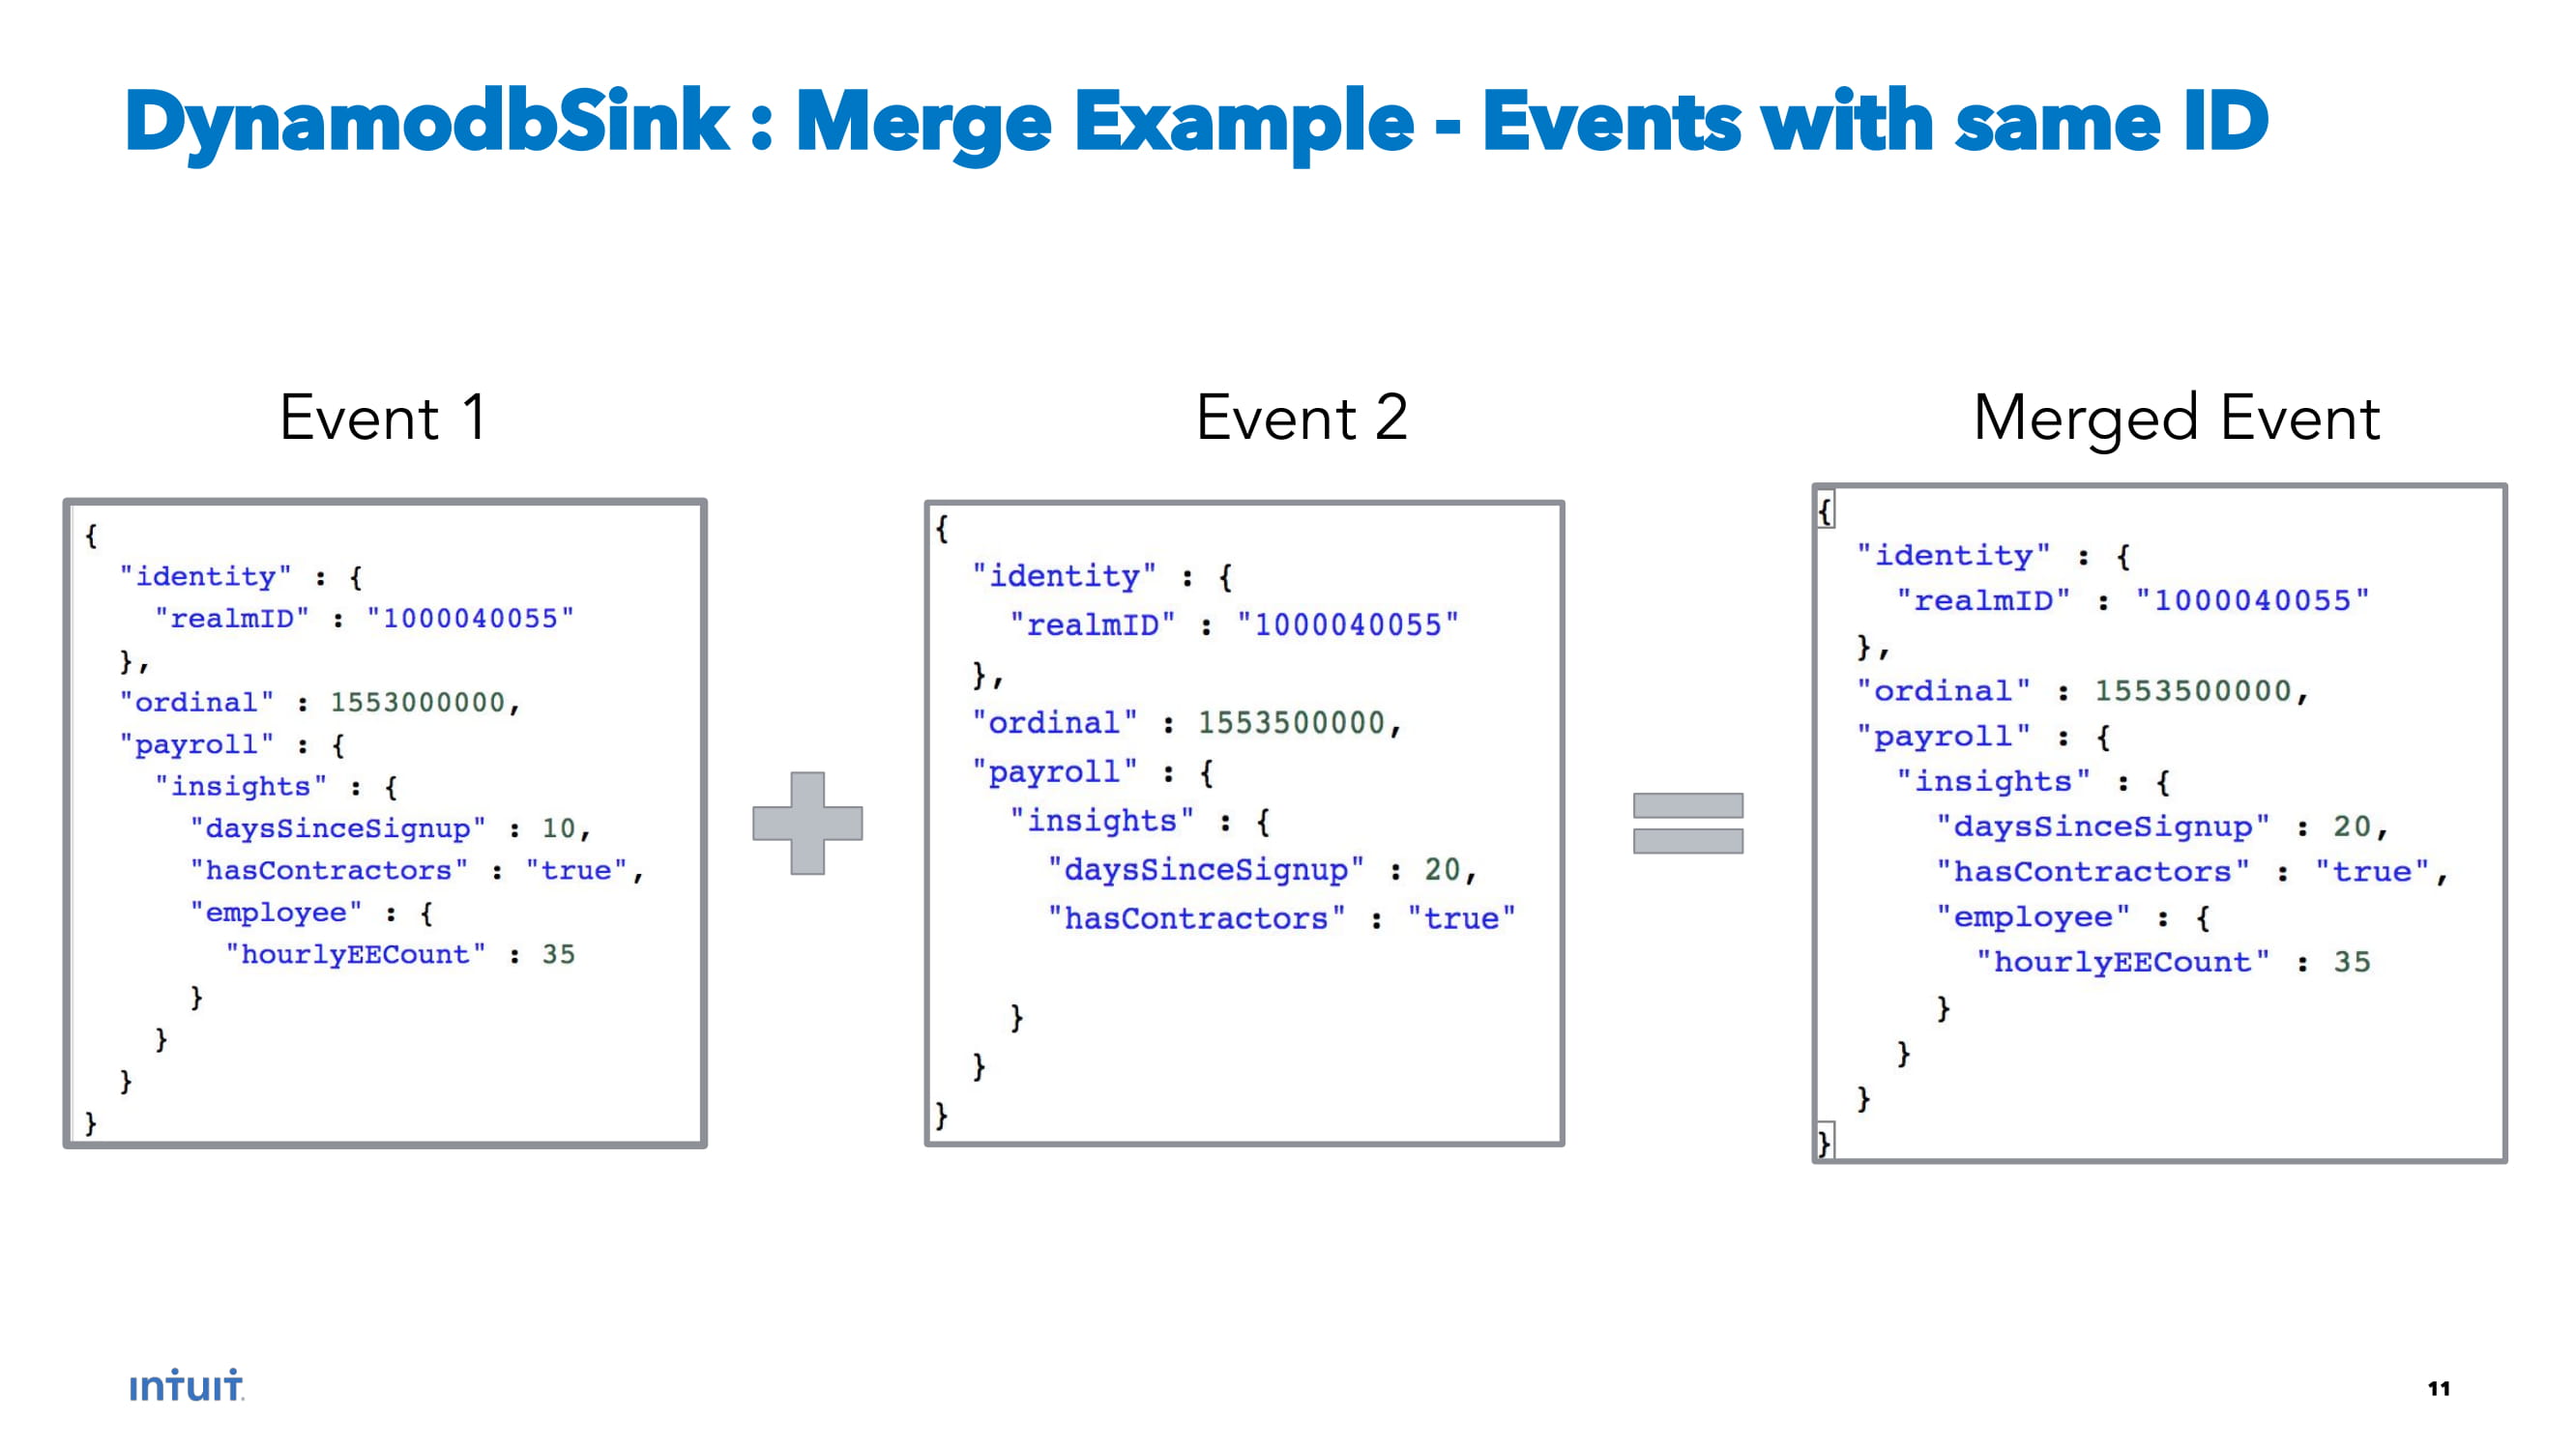 DynamodbSink : Merge Example - Events with same ID
Event 1
{
"identity" : {
"realmID" : "1000040055"
},
"ordinal" : 1553000000,
"payroll" : {
"insights" : {
"daysSinceSignup" : 10,
"hasContractors" : "true",
"employee" : {
"hourlyEECount" : 35
}
}
}
}
Event 2
{
"identity" : {
"realmID" : "1000040055"
},
"ordinal" : 1553500000,
"payroll" : {
"insights" : {
"daysSinceSignup" : 20,
"hasContractors" : "true"
}
}
}
Merged Event
{
"identity" : {
"realmID" : "1000040055"
},
"ordinal" : 1553500000,
"payroll" : {
"insights" : {
"daysSinceSignup" : 20,
"hasContractors" : "true",
"employee" : {
"hourlyEECount" : 35
}
}
}
}
intuit.
11